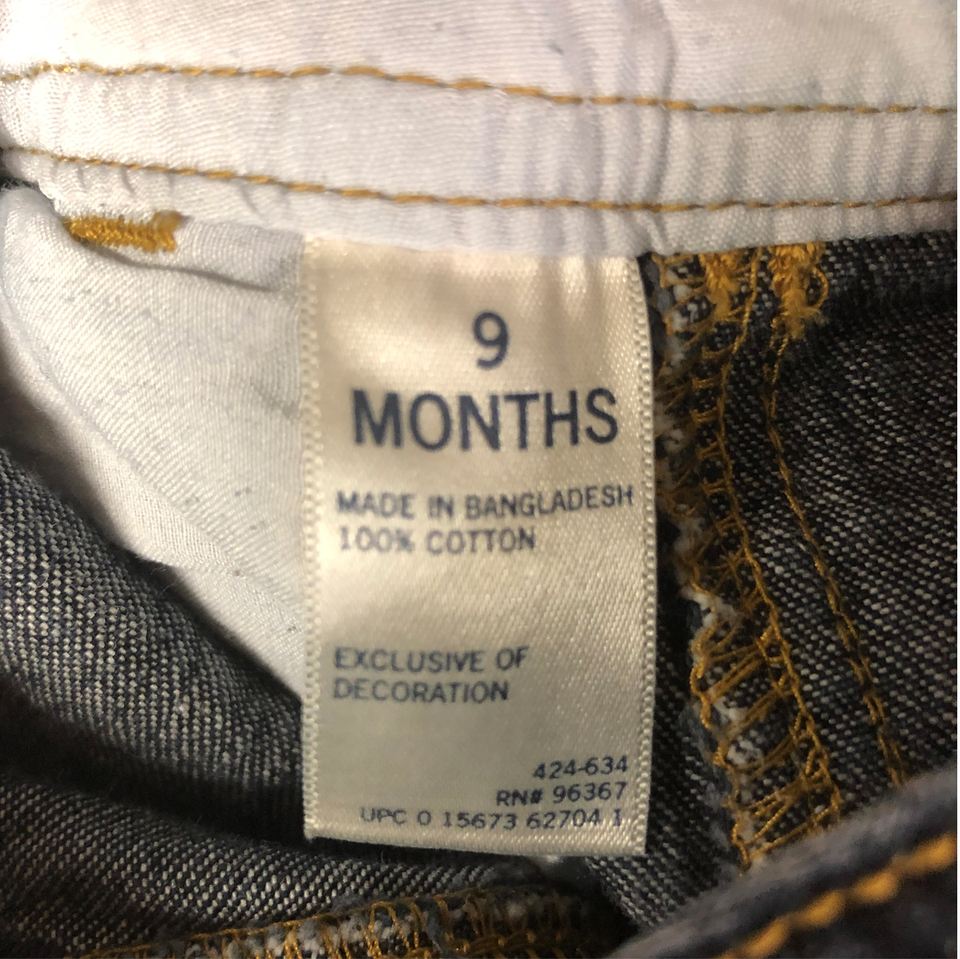 9
MONTHS
MADE IN BANGLADESH
100% COTTON
EXCLUSIVE OF
DECORATION
424-634
RN# 96367
UPC 0 15673 62704 1